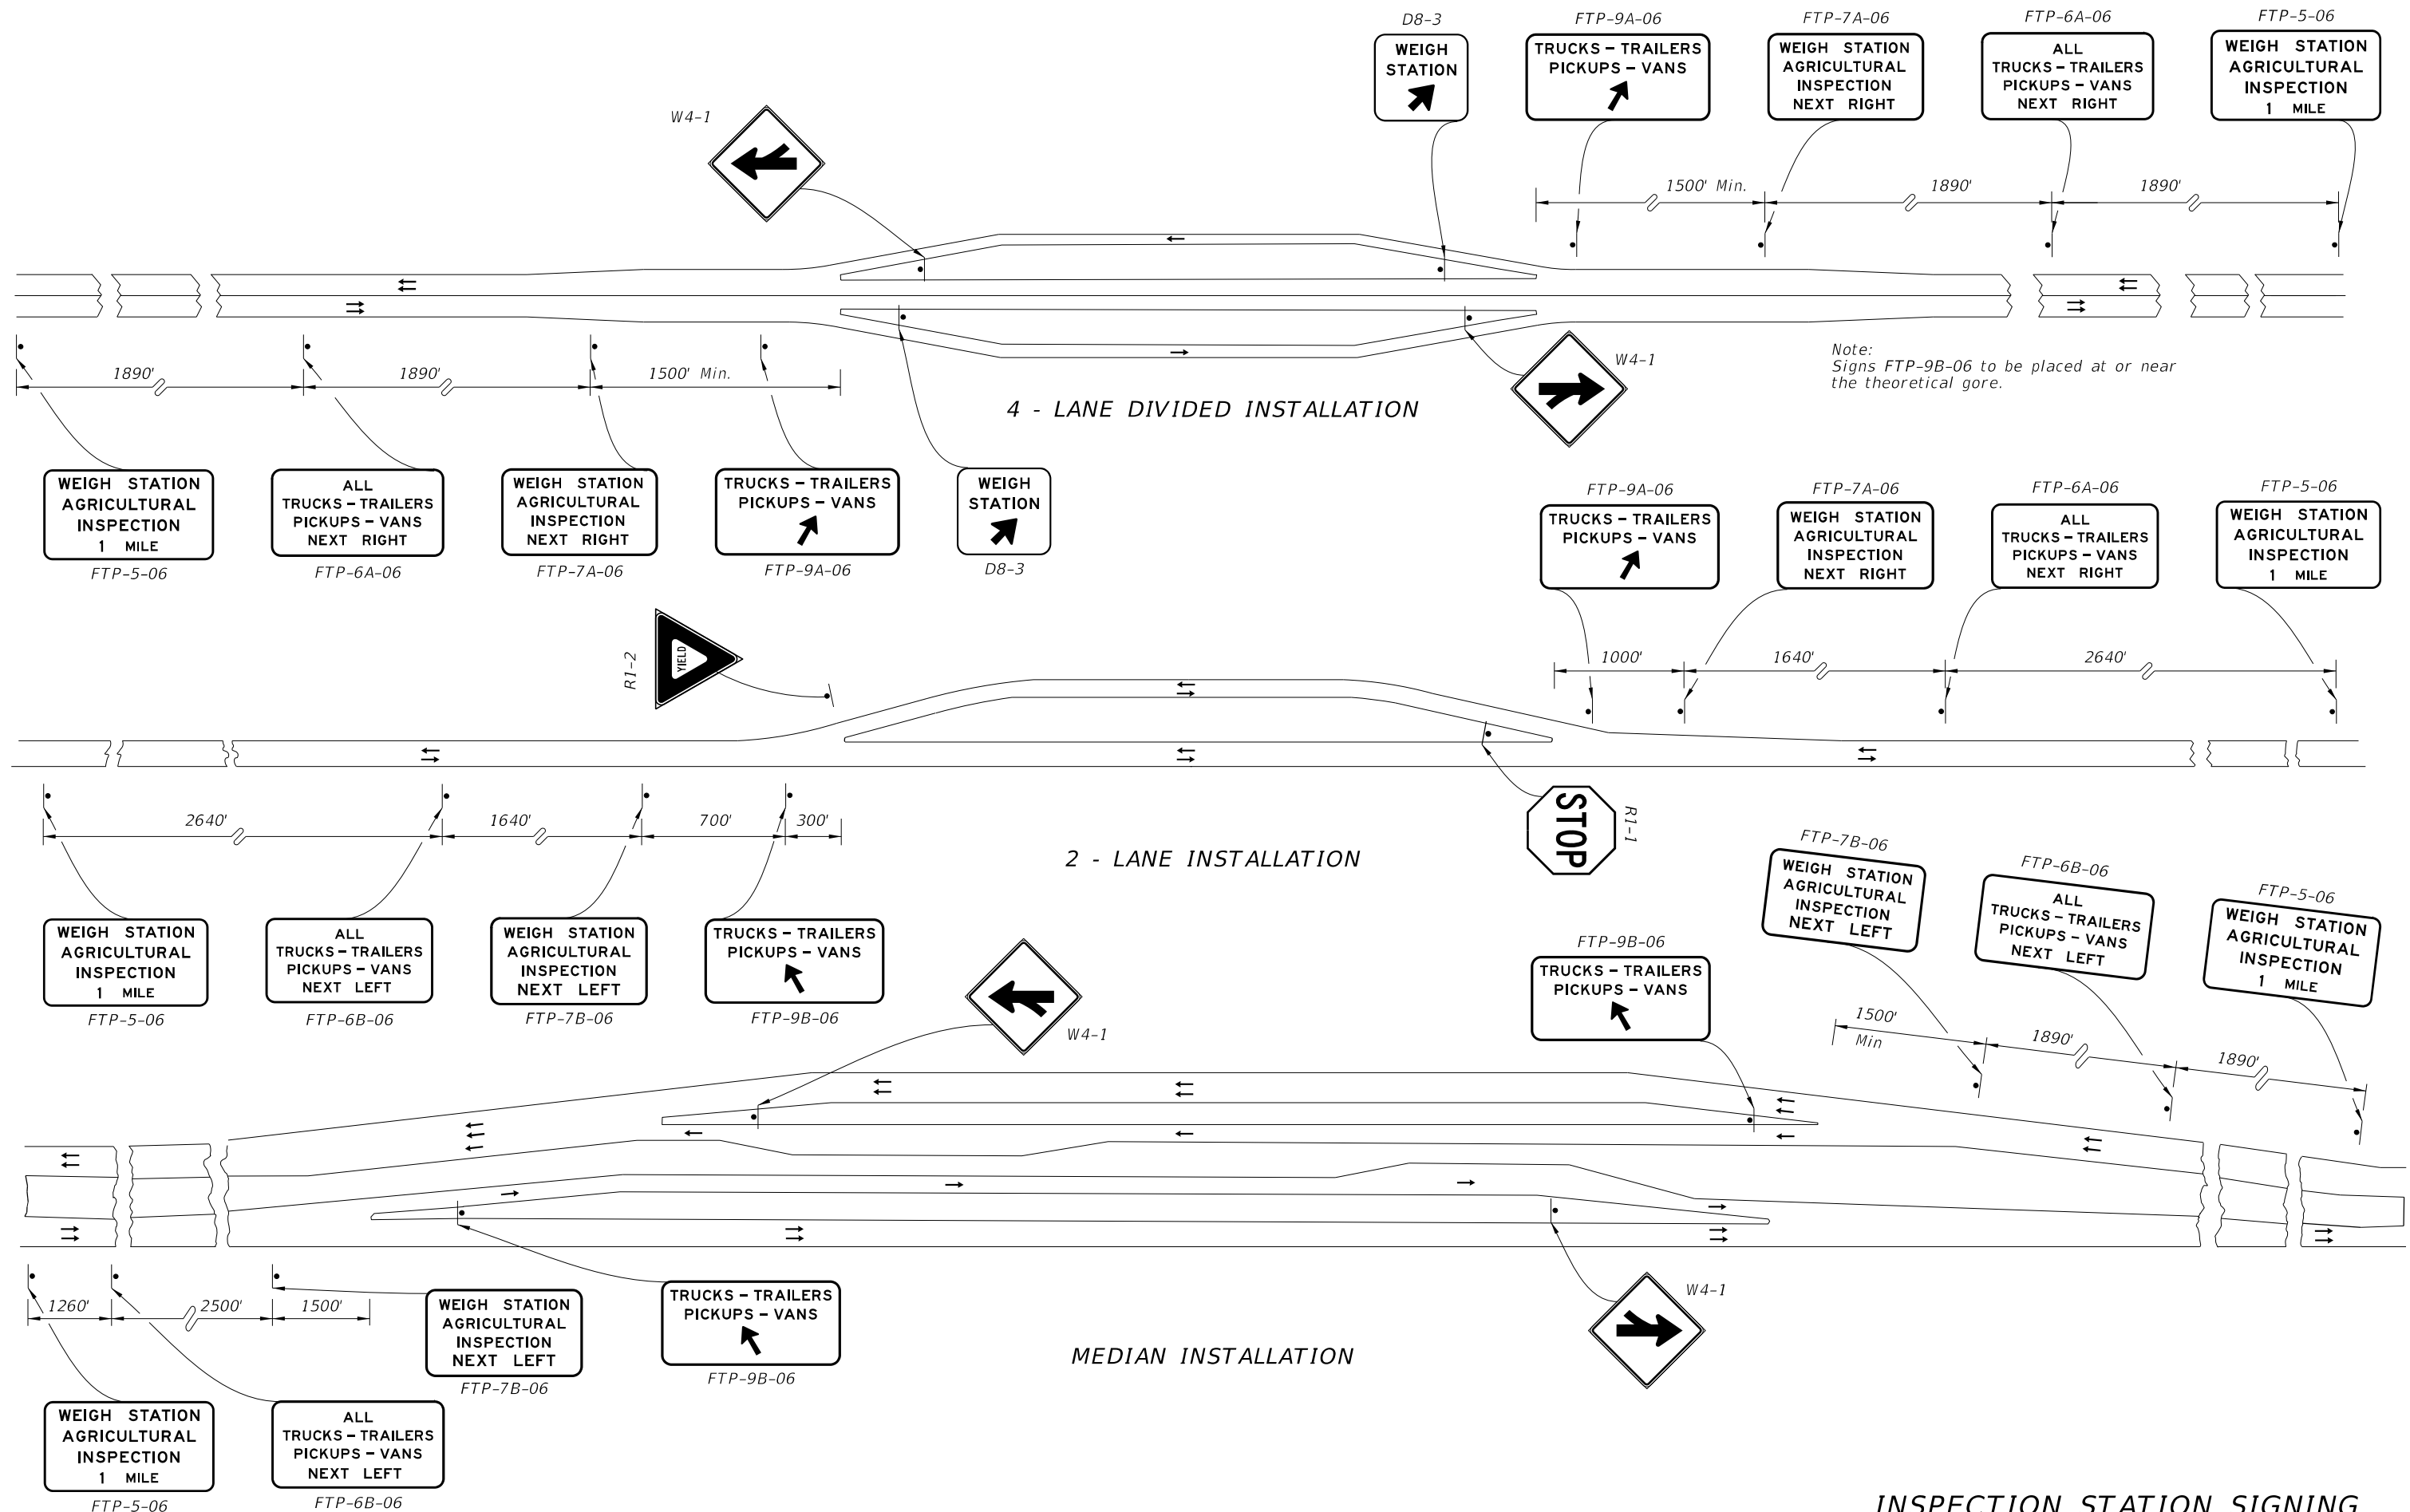 D8-3
FTP-9A-06
FTP-7A-06
FTP-6A-06
FTP-5-06
WEIGH
STATION
TRUCKS - TRAILERS
PICKUPS - VANS
WEIGH STATION
AGRICULTURAL
INSPECTION
NEXT RIGHT
ALL
TRUCKS - TRAILERS
PICKUPS - VANS
NEXT RIGHT
WEIGH STATION
AGRICULTURAL
INSPECTION
1 MILE
W4-1
1500' Min.
1890'
1890'
1890'
1890'
1500' Min.
W4-1
Note:
Signs FTP-9B-06 to be placed at or near
the theoretical gore.
4 - LANE DIVIDED INSTALLATION
WEIGH STATION
AGRICULTURAL
INSPECTION
1 MILE
FTP-5-06
ALL
TRUCKS - TRAILERS
PICKUPS - VANS
NEXT RIGHT
FTP-6A-06
WEIGH STATION
AGRICULTURAL
INSPECTION
NEXT RIGHT
FTP-7A-06
TRUCKS - TRAILERS
PICKUPS - VANS
FTP-9A-06
WEIGH
STATION
D8-3
FTP-9A-06
TRUCKS - TRAILERS
PICKUPS - VANS
FTP-7A-06
WEIGH STATION
AGRICULTURAL
INSPECTION
NEXT RIGHT
FTP-6A-06
ALL
TRUCKS - TRAILERS
PICKUPS - VANS
NEXT RIGHT
FTP-5-06
WEIGH STATION
AGRICULTURAL
INSPECTION
1 MILE
R1-2
YIELD
1000'
1640'
2640'
2640'
1640'
700'
300'
STOP
R1-1
2 - LANE INSTALLATION
WEIGH STATION
AGRICULTURAL
INSPECTION
1 MILE
FTP-5-06
ALL
TRUCKS - TRAILERS
PICKUPS - VANS
NEXT LEFT
FTP-6B-06
WEIGH STATION
AGRICULTURAL
INSPECTION
NEXT LEFT
FTP-7B-06
TRUCKS - TRAILERS
PICKUPS - VANS
FTP-9B-06
W4-1
FTP-9B-06
TRUCKS - TRAILERS
PICKUPS - VANS
FTP-7B-06
WEIGH STATION
AGRICULTURAL
INSPECTION
NEXT LEFT
FTP-6B-06
ALL
TRUCKS - TRAILERS
PICKUPS - VANS
NEXT LEFT
FTP-5-06
WEIGH STATION
AGRICULTURAL
INSPECTION
1 MILE
1500'
Min
1890'
1890'
1260'
2500'
1500'
WEIGH STATION
AGRICULTURAL
INSPECTION
NEXT LEFT
FTP-7B-06
TRUCKS - TRAILERS
PICKUPS - VANS
FTP-9B-06
W4-1
MEDIAN INSTALLATION
WEIGH STATION
AGRICULTURAL
INSPECTION
1 MILE
FTP-5-06
ALL
TRUCKS - TRAILERS
PICKUPS - VANS
NEXT LEFT
FTP-6B-06
INSPECTION STATION SIGNING